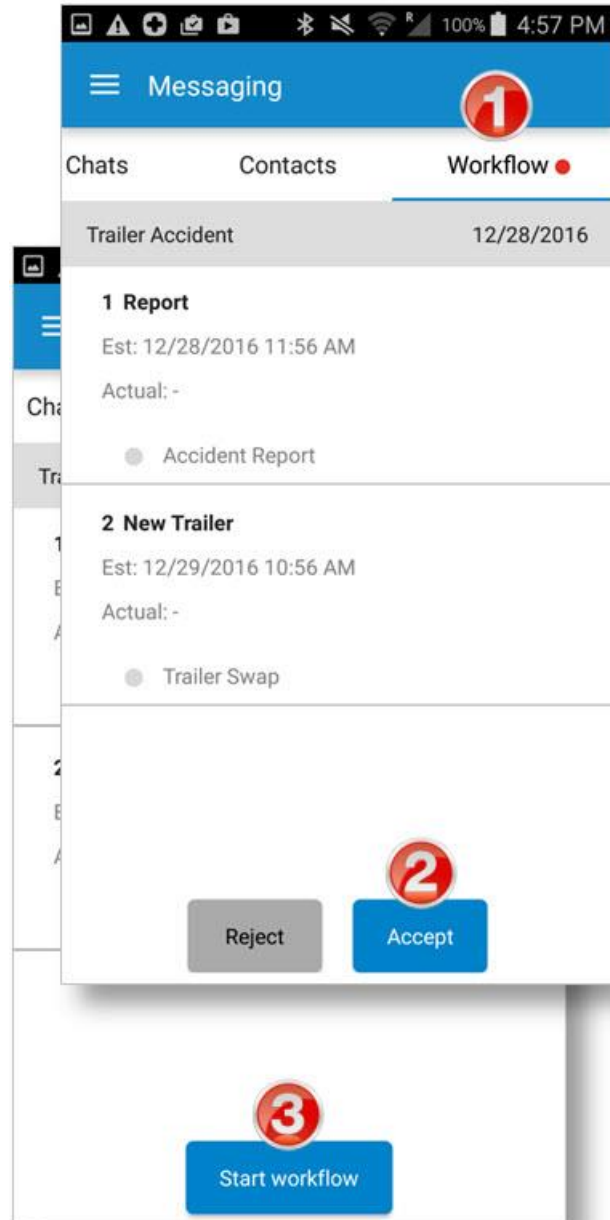 R 100% 4:57 PM
Messaging
1
Chats Contacts Workflow
Trailer Accident 12/28/2016
1 Report
Est: 12/28/2016 11:56 AM
Actual: -
Accident Report
2 New Trailer
Est: 12/29/2016 10:56 AM
Actual: -
Trailer Swap
2
Reject Accept
3
Start workflow